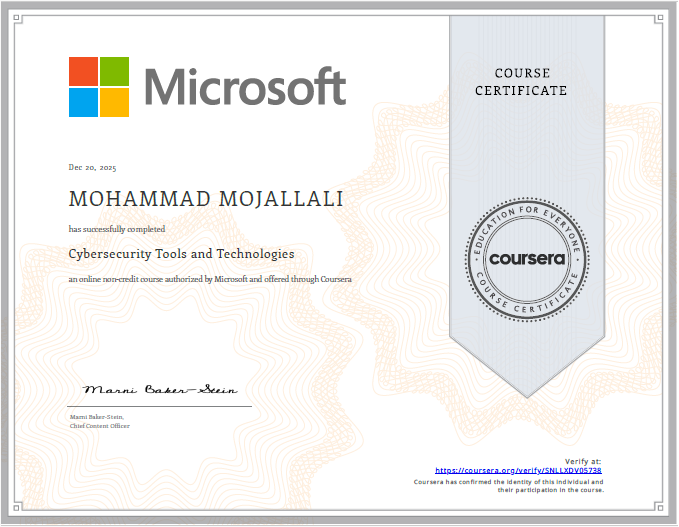 Microsoft
COURSE
CERTIFICATE
Dec 20, 2025
MOHAMMAD MOJALLALI
has successfully completed
Cybersecurity Tools and Technologies
an online non-credit course authorized by Microsoft and offered through Coursera
EDUCATION FOR EVERYONE
coursera
COURSE CERTIFICATE
Marni Baker-Stein
Marni Baker-Stein,
Chief Content Officer
Verify at:
https://coursera.org/verify/SNLLXDV05738
Coursera has confirmed the identity of this individual and
their participation in the course.